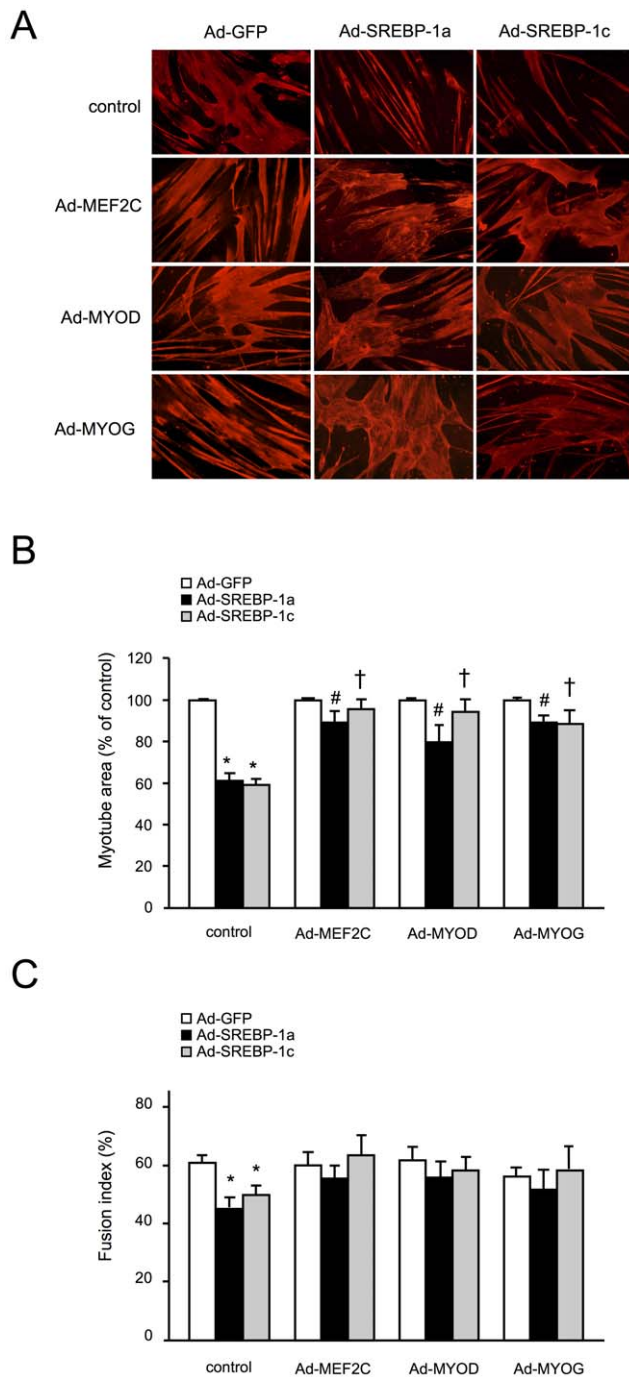 A
Ad-GFP Ad-SREBP-1a Ad-SREBP-1c
control
Ad-MEF2C
Ad-MYOD
Ad-MYOG
B
Ad-GFP
Ad-SREBP-1a
Ad-SREBP-1c
Myotube area (% of control)
120
100
80
60
40
20
0
* *
# †
# †
# †
control Ad-MEF2C Ad-MYOD Ad-MYOG
C
Ad-GFP
Ad-SREBP-1a
Ad-SREBP-1c
Fusion index (%)
80
60
40
20
0
* *
control Ad-MEF2C Ad-MYOD Ad-MYOG